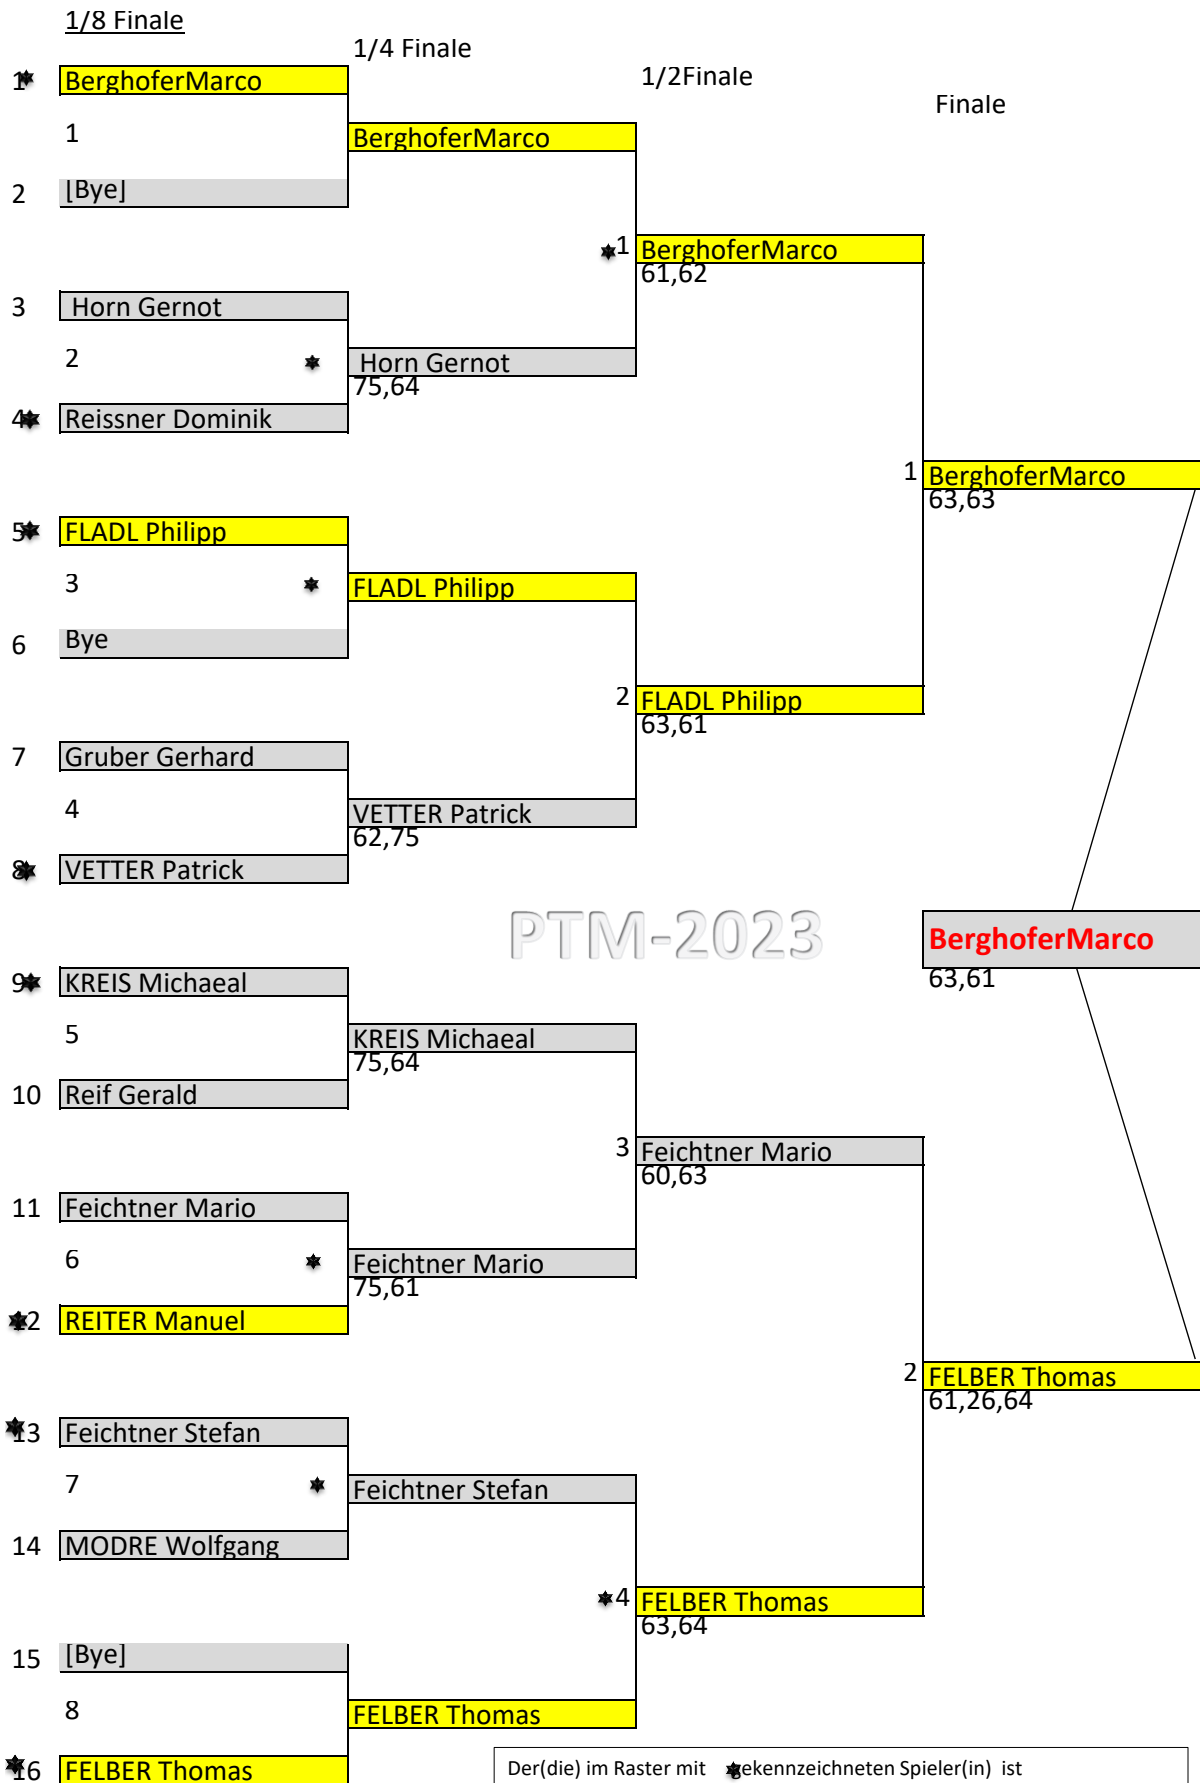 1/8 Finale
1/4 Finale
1/2Finale
Finale
1 BerghoferMarco
1
BerghoferMarco
2 [Bye]
1 BerghoferMarco
61,62
3 Horn Gernot
2
Horn Gernot
75,64
4 Reissner Dominik
1 BerghoferMarco
63,63
5 FLADL Philipp
3
FLADL Philipp
6 Bye
2 FLADL Philipp
63,61
7 Gruber Gerhard
4
VETTER Patrick
62,75
8 VETTER Patrick
PTM-2023
BerghoferMarco
63,61
9 KREIS Michaeal
5
KREIS Michaeal
75,64
10 Reif Gerald
3 Feichtner Mario
60,63
11 Feichtner Mario
6
Feichtner Mario
75,61
12 REITER Manuel
2 FELBER Thomas
61,26,64
13 Feichtner Stefan
7
Feichtner Stefan
14 MODRE Wolfgang
4 FELBER Thomas
63,64
15 [Bye]
8
FELBER Thomas
16 FELBER Thomas
Der(die) im Raster mit gekennzeichneten Spieler(in) ist